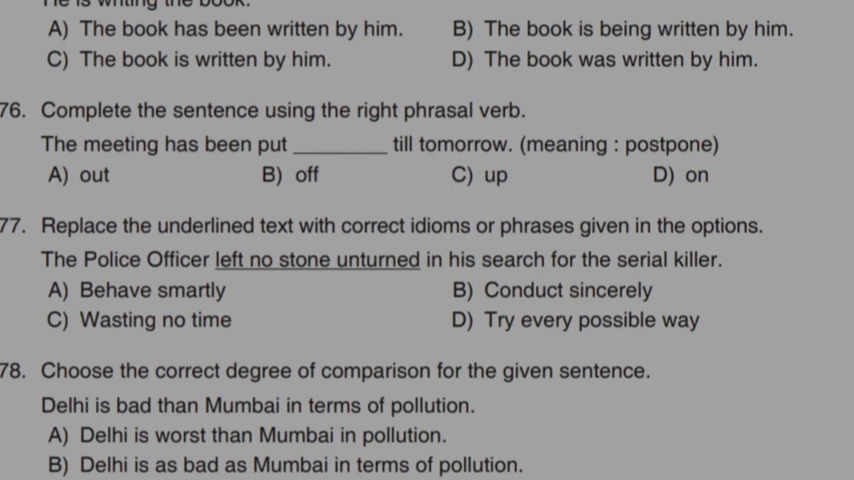 He is writing the book.
A) The book has been written by him. B) The book is being written by him.
C) The book is written by him. D) The book was written by him.
76. Complete the sentence using the right phrasal verb.
The meeting has been put ________ till tomorrow. (meaning : postpone)
A) out B) off C) up D) on
77. Replace the underlined text with correct idioms or phrases given in the options.
The Police Officer left no stone unturned in his search for the serial killer.
A) Behave smartly B) Conduct sincerely
C) Wasting no time D) Try every possible way
78. Choose the correct degree of comparison for the given sentence.
Delhi is bad than Mumbai in terms of pollution.
A) Delhi is worst than Mumbai in pollution.
B) Delhi is as bad as Mumbai in terms of pollution.